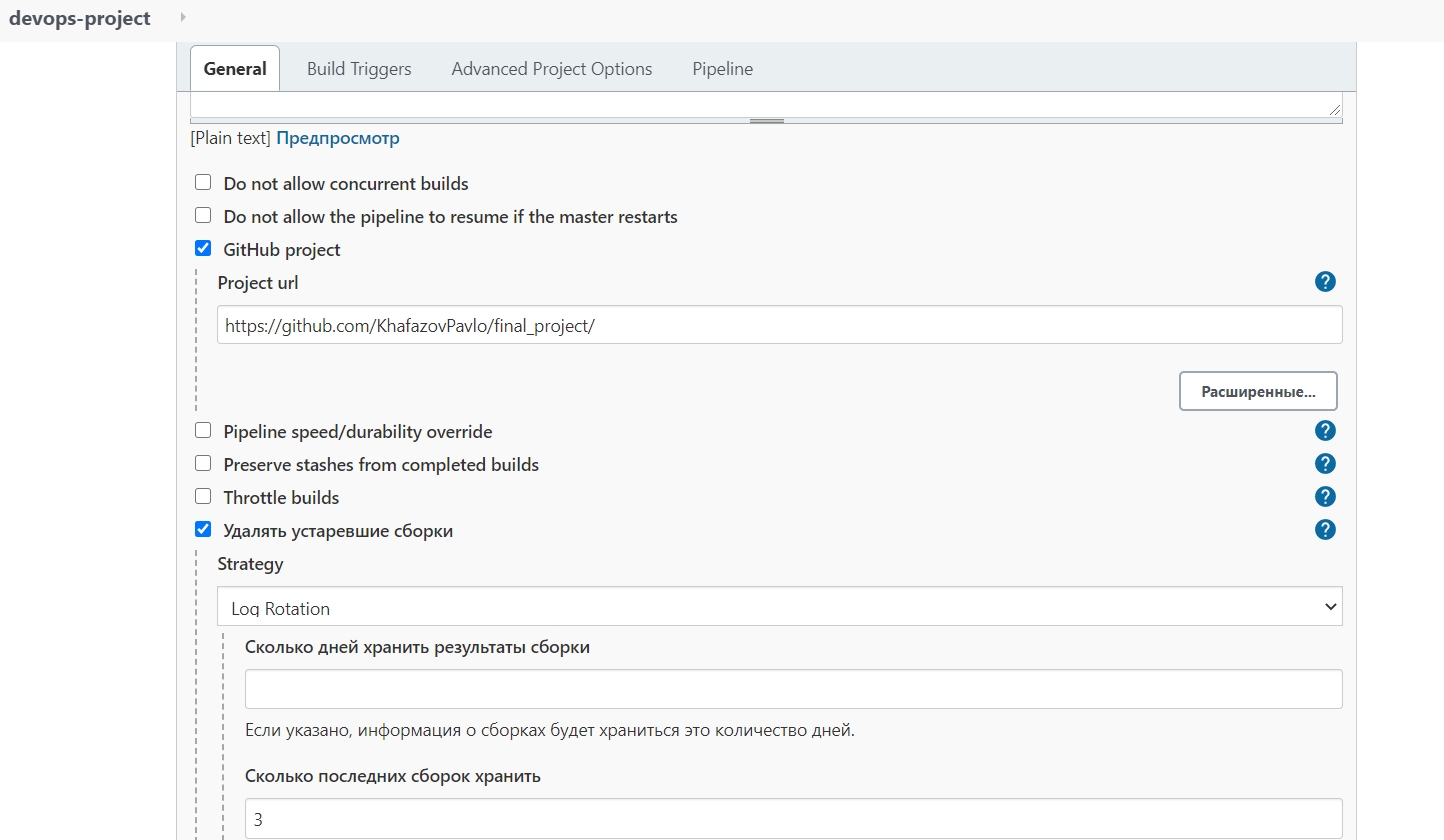 devops-project
General Build Triggers Advanced Project Options Pipeline
[Plain text] Предпросмотр
Do not allow concurrent builds
Do not allow the pipeline to resume if the master restarts
GitHub project
Project url
?
https://github.com/KhafazovPavlo/final_project/
Расширенные...
Pipeline speed/durability override ?
Preserve stashes from completed builds ?
Throttle builds ?
Удалять устаревшие сборки ?
Strategy
Log Rotation
Сколько дней хранить результаты сборки
Если указано, информация о сборках будет храниться это количество дней.
Сколько последних сборок хранить
3